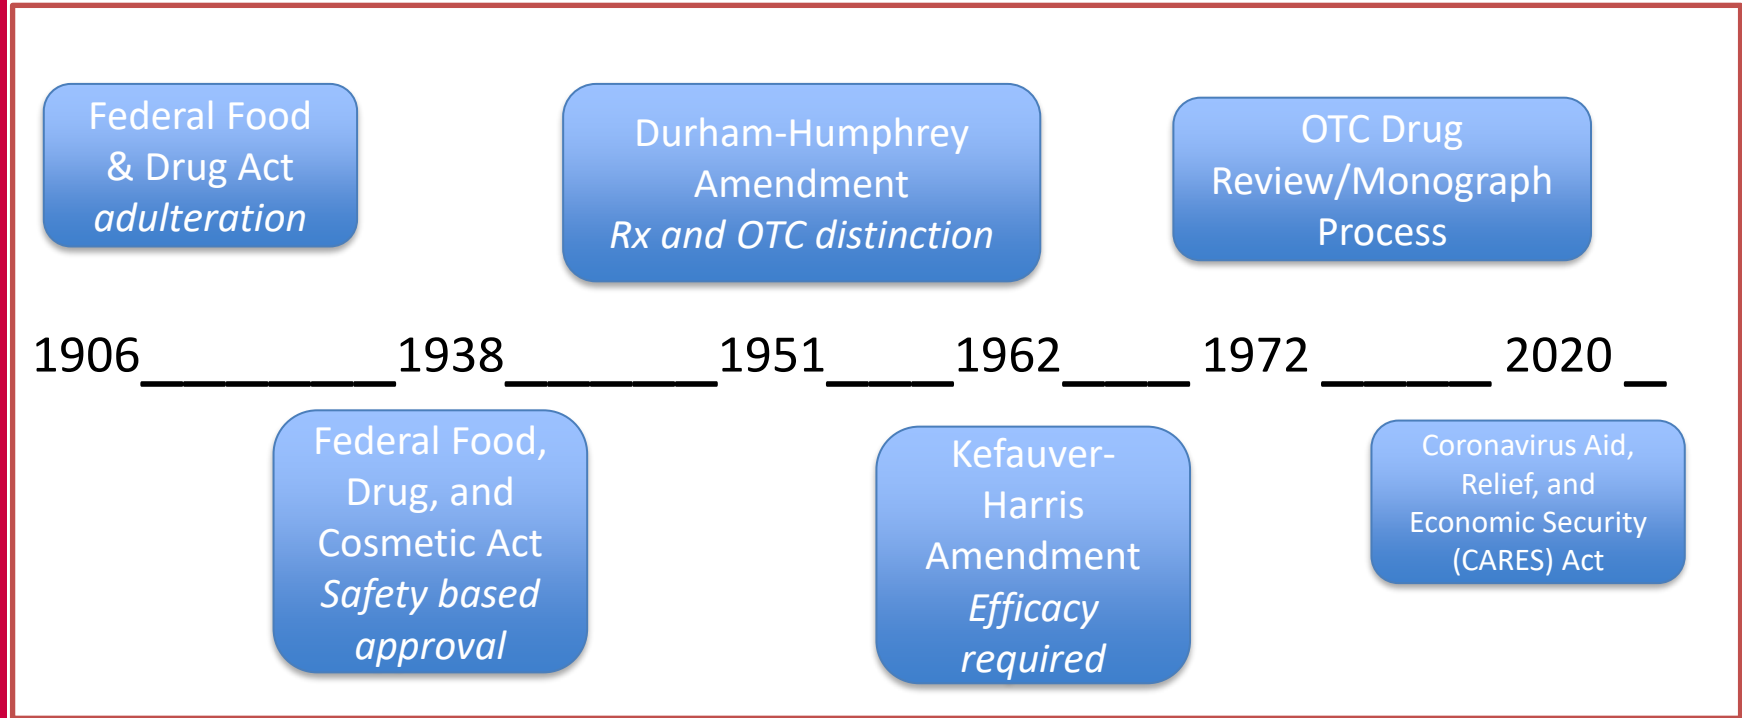 Federal Food
& Drug Act
adulteration
Durham-Humphrey
Amendment
Rx and OTC distinction
OTC Drug
Review/Monograph
Process
1906______1938_____1951___1962___ 1972 ____ 2020 _
Federal Food,
Drug, and
Cosmetic Act
Safety based
approval
Kefauver-
Harris
Amendment
Efficacy
required
Coronavirus Aid,
Relief, and
Economic Security
(CARES) Act